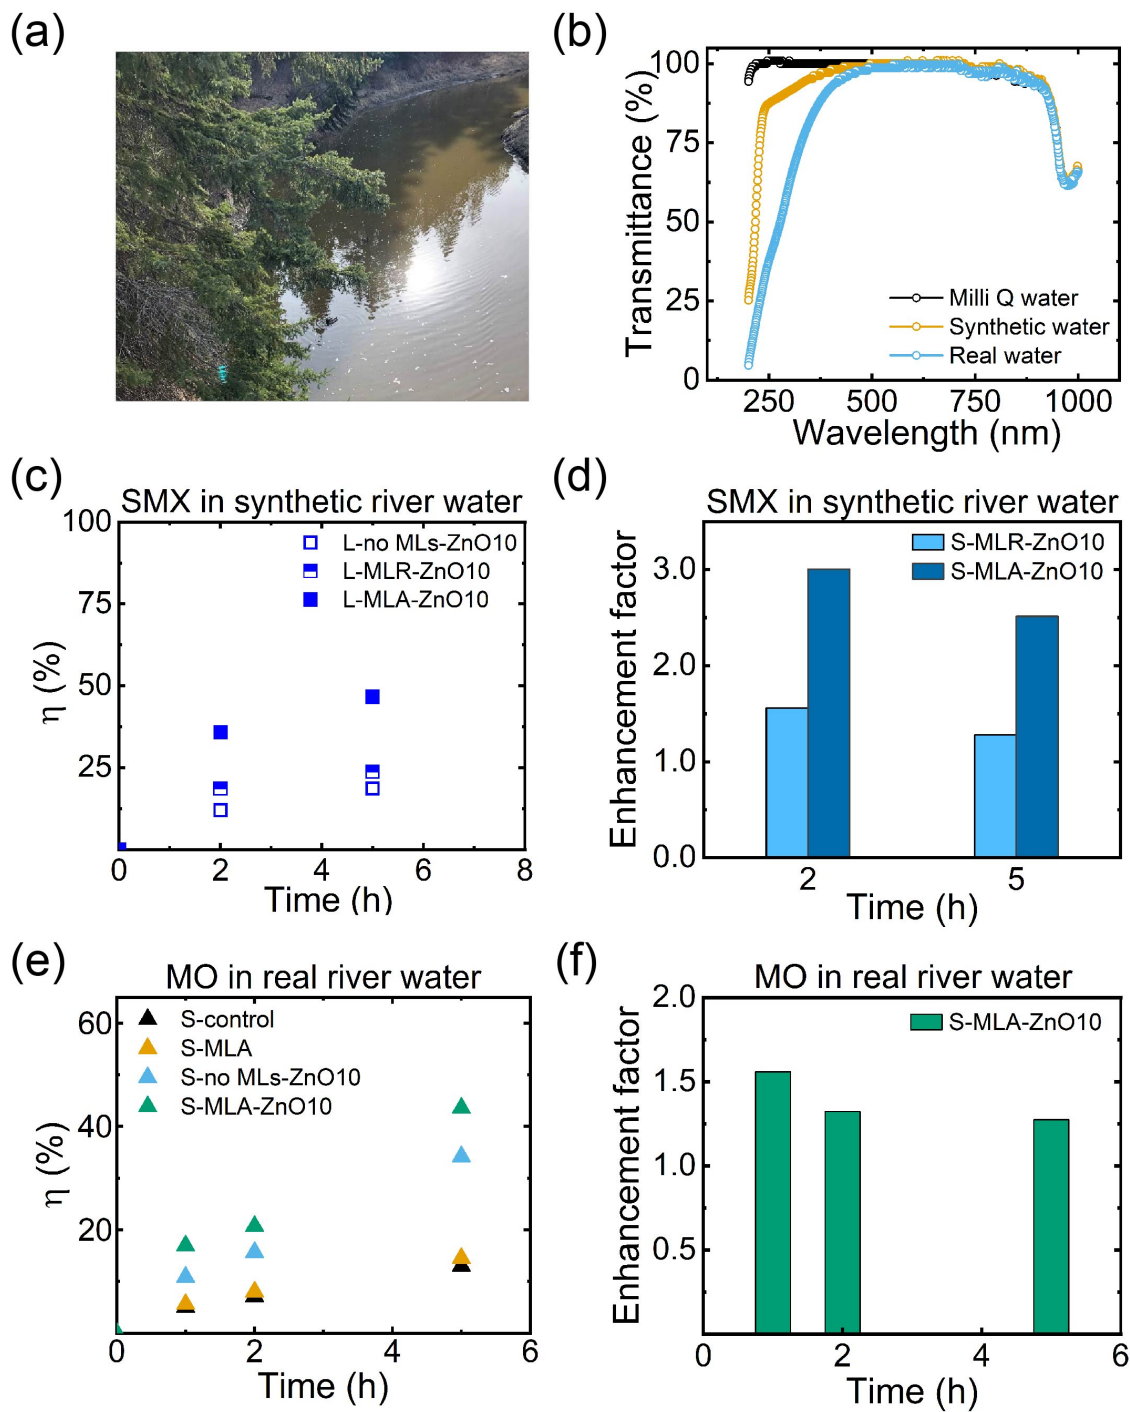 (a)
(b)
100
75
50
25
0
Transmittance (%)
Milli Q water
Synthetic water
Real water
250 500 750 1000
Wavelength (nm)
(c)
SMX in synthetic river water
100
75
50
25
η (%)
L-no MLs-ZnO10
L-MLR-ZnO10
L-MLA-ZnO10
0 2 4 6 8
Time (h)
(d)
SMX in synthetic river water
3.0
2.0
1.0
0.0
Enhancement factor
S-MLR-ZnO10
S-MLA-ZnO10
2 5
Time (h)
(e)
MO in real river water
60
40
20
η (%)
S-control
S-MLA
S-no MLs-ZnO10
S-MLA-ZnO10
0 2 4 6
Time (h)
(f)
MO in real river water
2.0
1.5
1.0
0.5
Enhancement factor
S-MLA-ZnO10
0 2 4 6
Time (h)